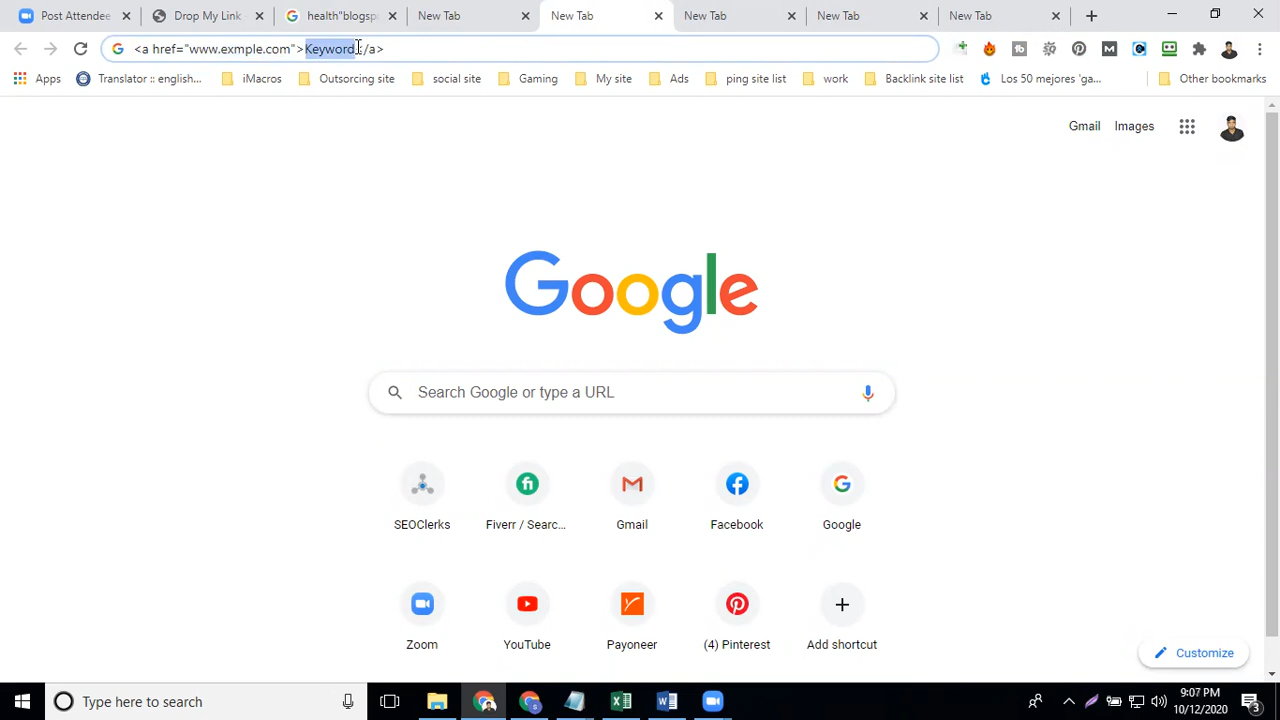 Post Attendee
Drop My Link
health"blogsp
New Tab
New Tab
New Tab
New Tab
New Tab
<a href="www.exmple.com">Keyword</a>
Apps
Translator :: english...
iMacros
Outsorcing site
social site
Gaming
My site
Ads
ping site list
work
Backlink site list
Los 50 mejores 'ga...
Other bookmarks
Gmail
Images
Google
Search Google or type a URL
SEOClerks
Fiverr / Searc...
Gmail
Facebook
Google
Zoom
YouTube
Payoneer
(4) Pinterest
Add shortcut
Customize
Type here to search
9:07 PM
10/12/2020
3